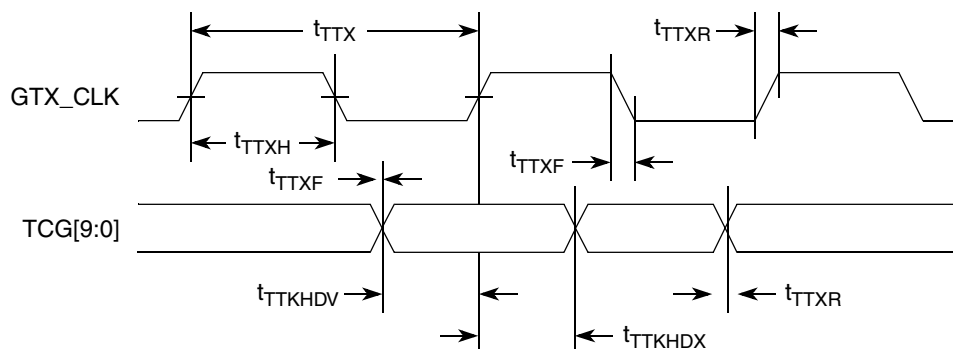 tTTX
tTTXR
GTX_CLK
tTTXH
tTTXF
tTTXF
TCG[9:0]
tTTKHDV
tTTXR
tTTKHDX